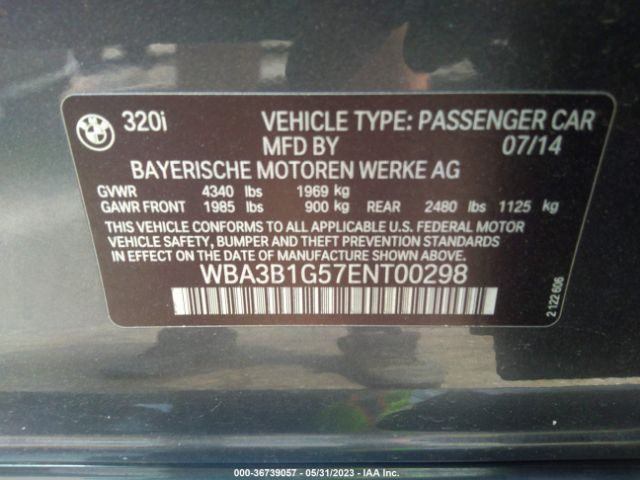 320i VEHICLE TYPE: PASSENGER CAR
MFD BY 07/14
BAYERISCHE MOTOREN WERKE AG
GVWR 4340 lbs 1969 kg
GAWR FRONT 1985 lbs 900 kg REAR 2480 lbs 1125 kg
THIS VEHICLE CONFORMS TO ALL APPLICABLE U.S. FEDERAL MOTOR
VEHICLE SAFETY, BUMPER AND THEFT PREVENTION STANDARDS
IN EFFECT ON THE DATE OF MANUFACTURE SHOWN ABOVE.
WBA3B1G57ENT00298
2 122 606
000-36739057 - 05/31/2023 - IAA Inc.